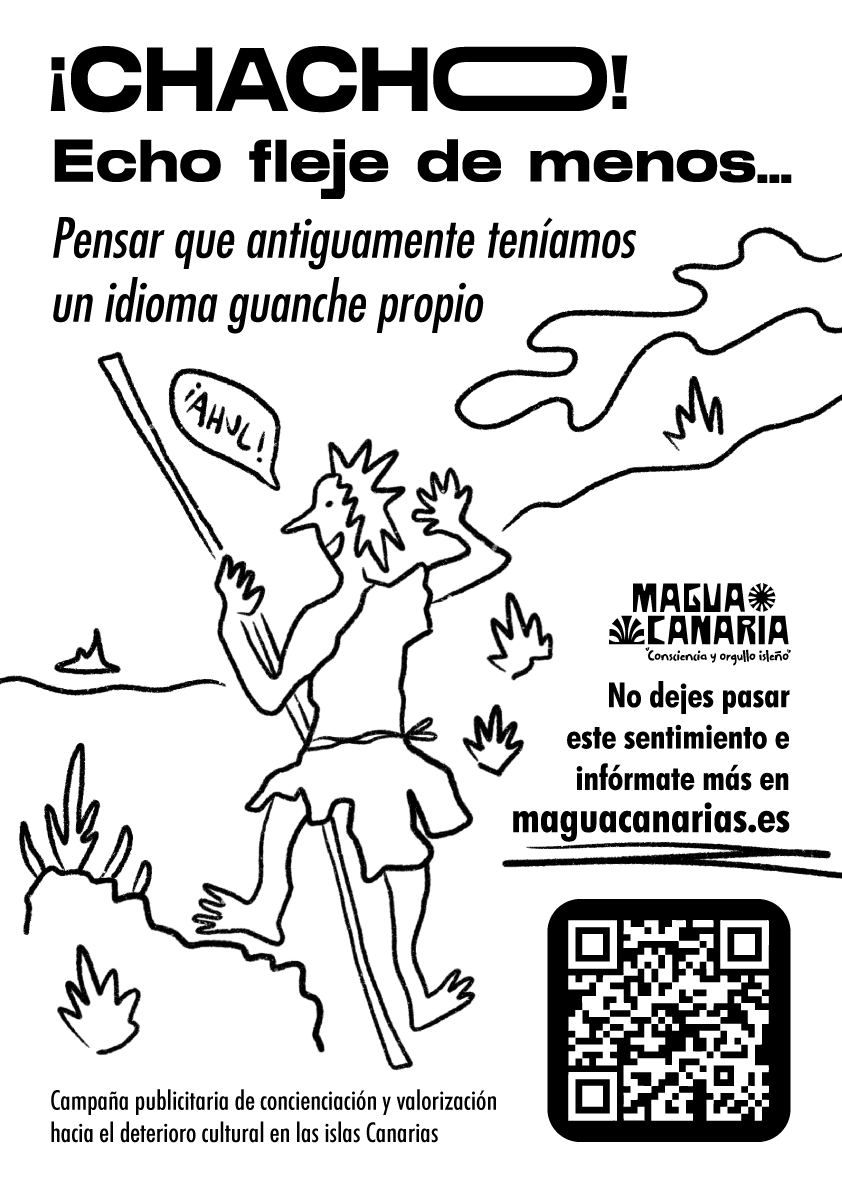 ¡CHACHO!
Echo fleje de menos...
Pensar que antiguamente teníamos
un idioma guanche propio
¡AHUL!
MAGUA
CANARIA
"Consciencia y orgullo isleño"
No dejes pasar
este sentimiento e
infórmate más en
maguacanarias.es
Campaña publicitaria de concienciación y valorización
hacia el deterioro cultural en las islas Canarias